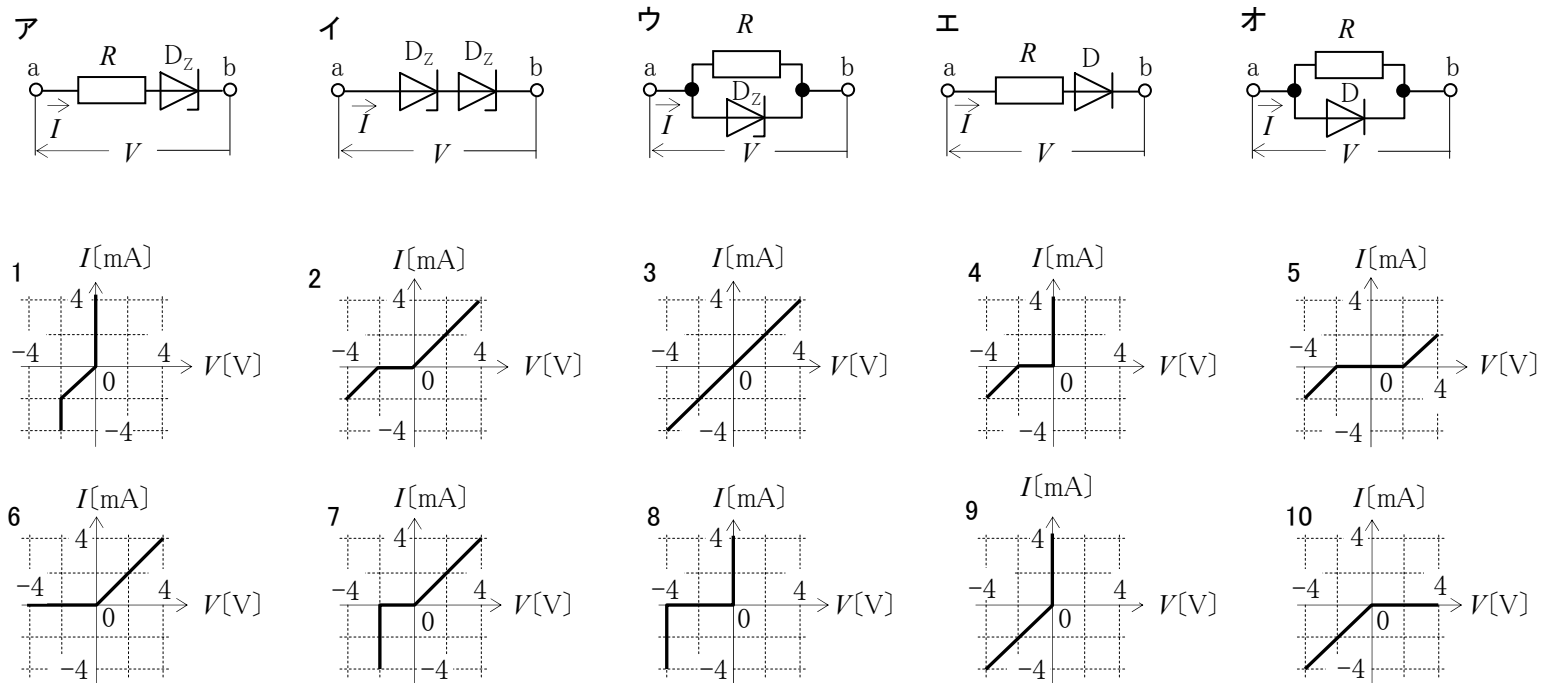 ア イ ウ エ オ
R D_Z a b I V
D_Z D_Z a b I V
R D_Z a b I V
R D a b I V
R D a b I V
1 I〔mA〕 4 −4 4 V〔V〕 0 −4
2 I〔mA〕 4 −4 4 V〔V〕 0 −4
3 I〔mA〕 4 −4 4 V〔V〕 0 −4
4 I〔mA〕 4 −4 4 V〔V〕 0 −4
5 I〔mA〕 4 −4 0 4 V〔V〕 −4
6 I〔mA〕 4 −4 4 V〔V〕 0 −4
7 I〔mA〕 4 −4 4 V〔V〕 0 −4
8 I〔mA〕 4 −4 4 V〔V〕 0 −4
9 I〔mA〕 4 −4 4 V〔V〕 0 −4
10 I〔mA〕 4 −4 4 V〔V〕 0 −4